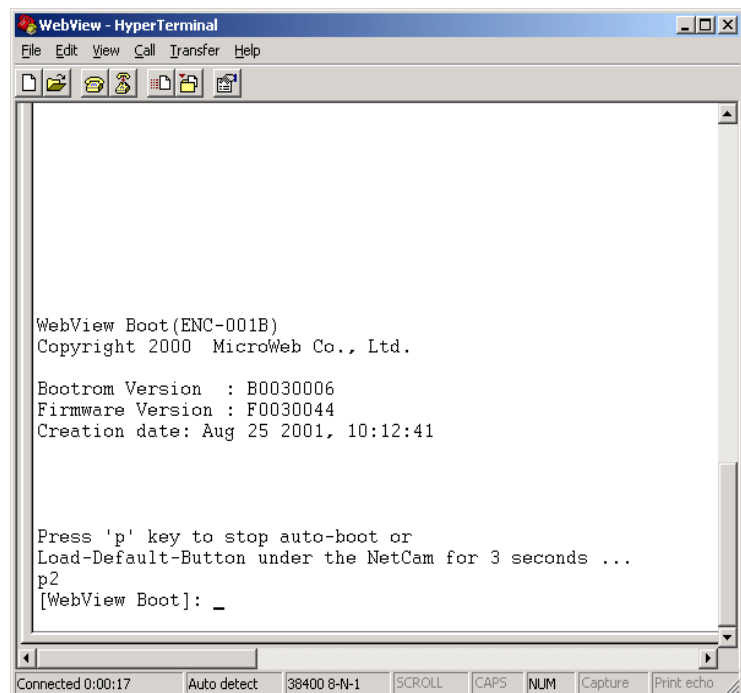 WebView - HyperTerminal
File Edit View Call Transfer Help
WebView Boot(ENC-001B)
Copyright 2000  MicroWeb Co., Ltd.
Bootrom Version  : B0030006
Firmware Version : F0030044
Creation date: Aug 25 2001, 10:12:41
Press 'p' key to stop auto-boot or
Load-Default-Button under the NetCam for 3 seconds ...
p2
[WebView Boot]: _
Connected 0:00:17 Auto detect 38400 8-N-1 SCROLL CAPS NUM Capture Print echo